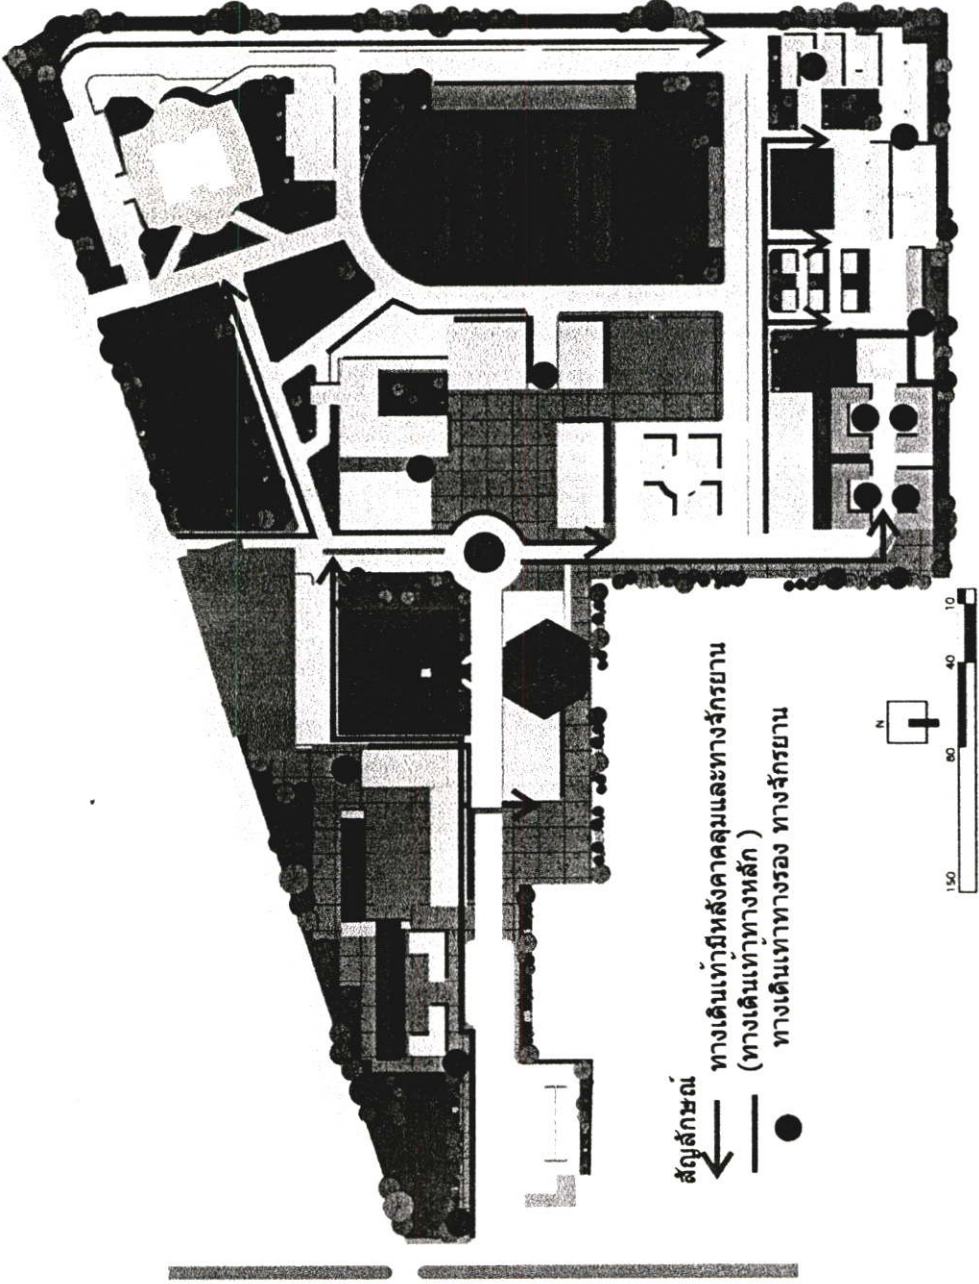 สัญลักษณ์
ทางเดินเท้ามีหลังคาคลุมและทางจักรยาน
(ทางเดินเท้าทางหลัก )
ทางเดินเท้าทางรอง ทางจักรยาน
N
150 80 40 10